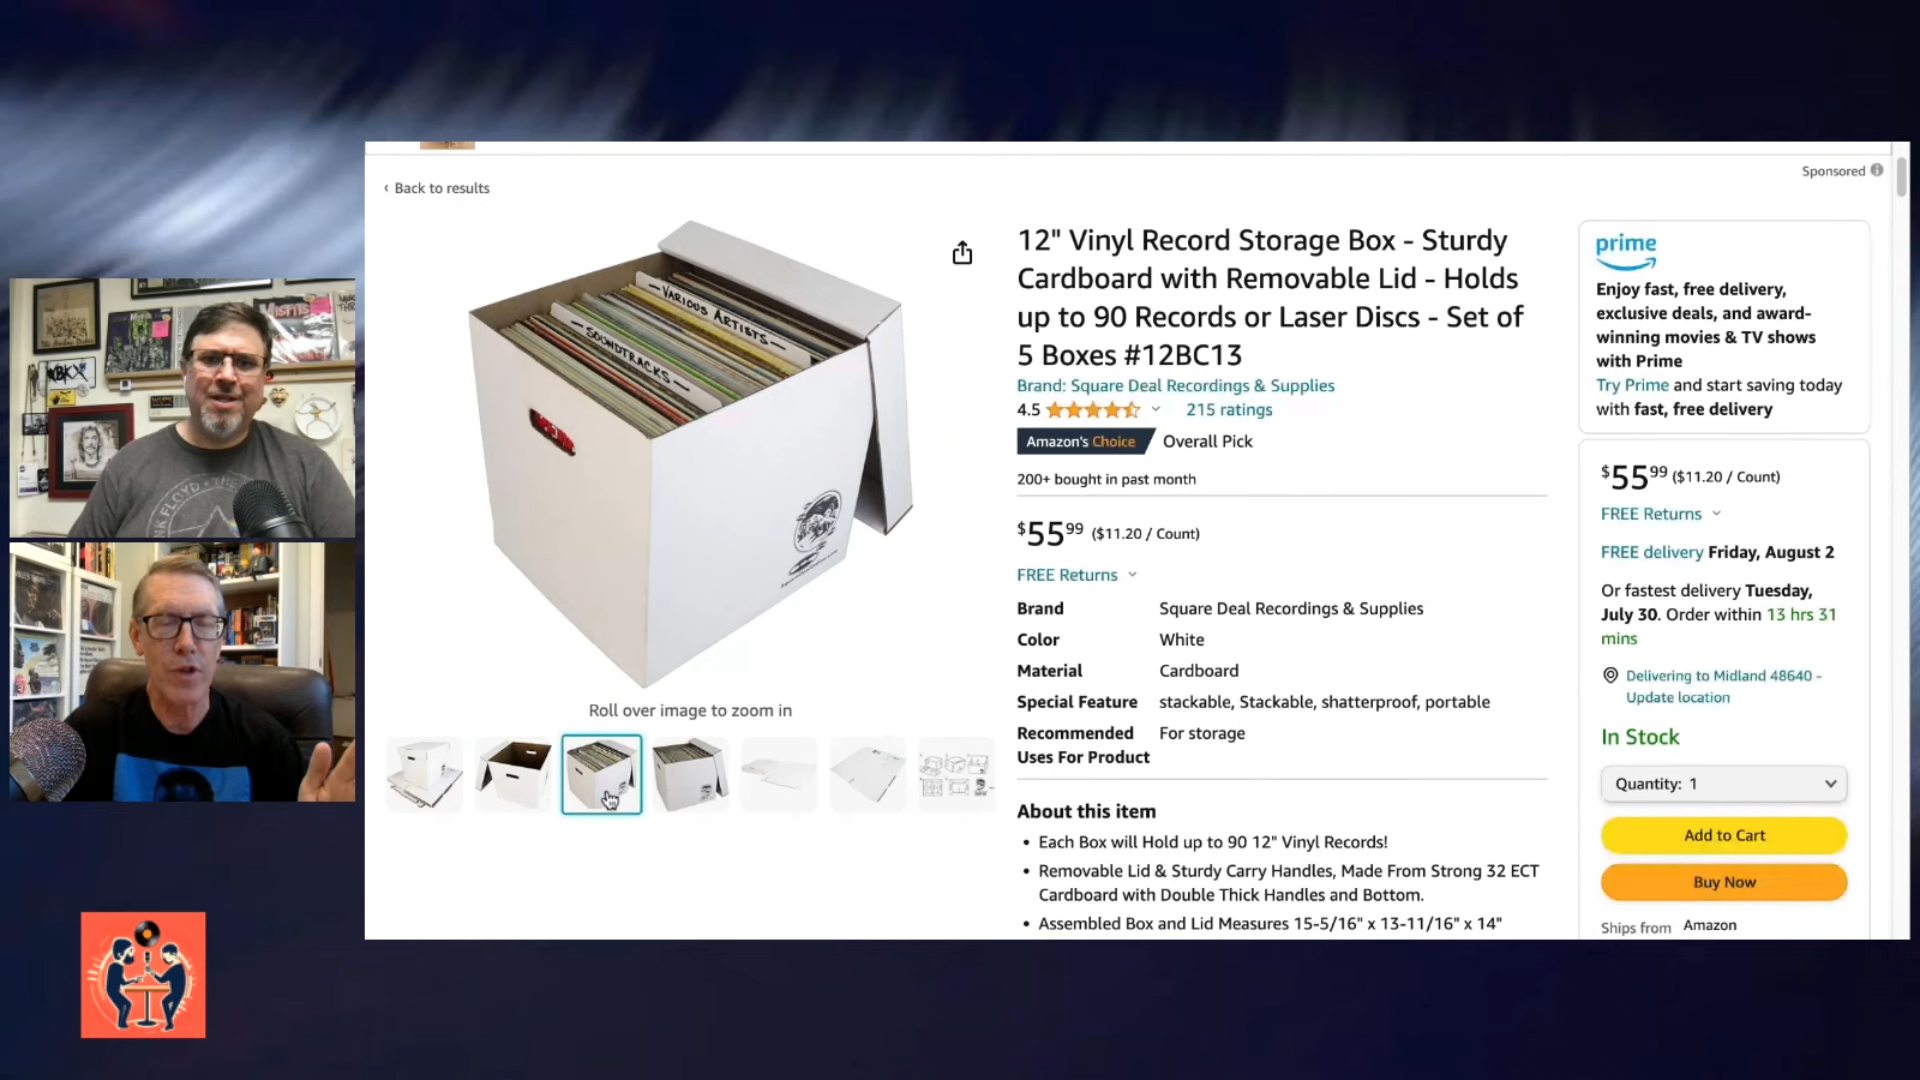 Sponsored
‹ Back to results
12" Vinyl Record Storage Box - Sturdy
Cardboard with Removable Lid - Holds
up to 90 Records or Laser Discs - Set of
5 Boxes #12BC13
Brand: Square Deal Recordings & Supplies
4.5
215 ratings
Amazon's Choice Overall Pick
200+ bought in past month
$55 99 ($11.20 / Count)
FREE Returns
Brand Square Deal Recordings & Supplies
Color White
Material Cardboard
Special Feature stackable, Stackable, shatterproof, portable
Recommended For storage
Uses For Product
About this item
• Each Box will Hold up to 90 12" Vinyl Records!
• Removable Lid & Sturdy Carry Handles, Made From Strong 32 ECT
Cardboard with Double Thick Handles and Bottom.
• Assembled Box and Lid Measures 15-5/16" x 13-11/16" x 14"
prime
Enjoy fast, free delivery,
exclusive deals, and award-
winning movies & TV shows
with Prime
Try Prime and start saving today
with fast, free delivery
$55 99 ($11.20 / Count)
FREE Returns
FREE delivery Friday, August 2
Or fastest delivery Tuesday,
July 30. Order within 13 hrs 31
mins
Delivering to Midland 48640 -
Update location
In Stock
Quantity: 1
Add to Cart
Buy Now
Ships from Amazon
— VARIOUS ARTISTS —
— SOUNDTRACKS —
Roll over image to zoom in
MISFITS